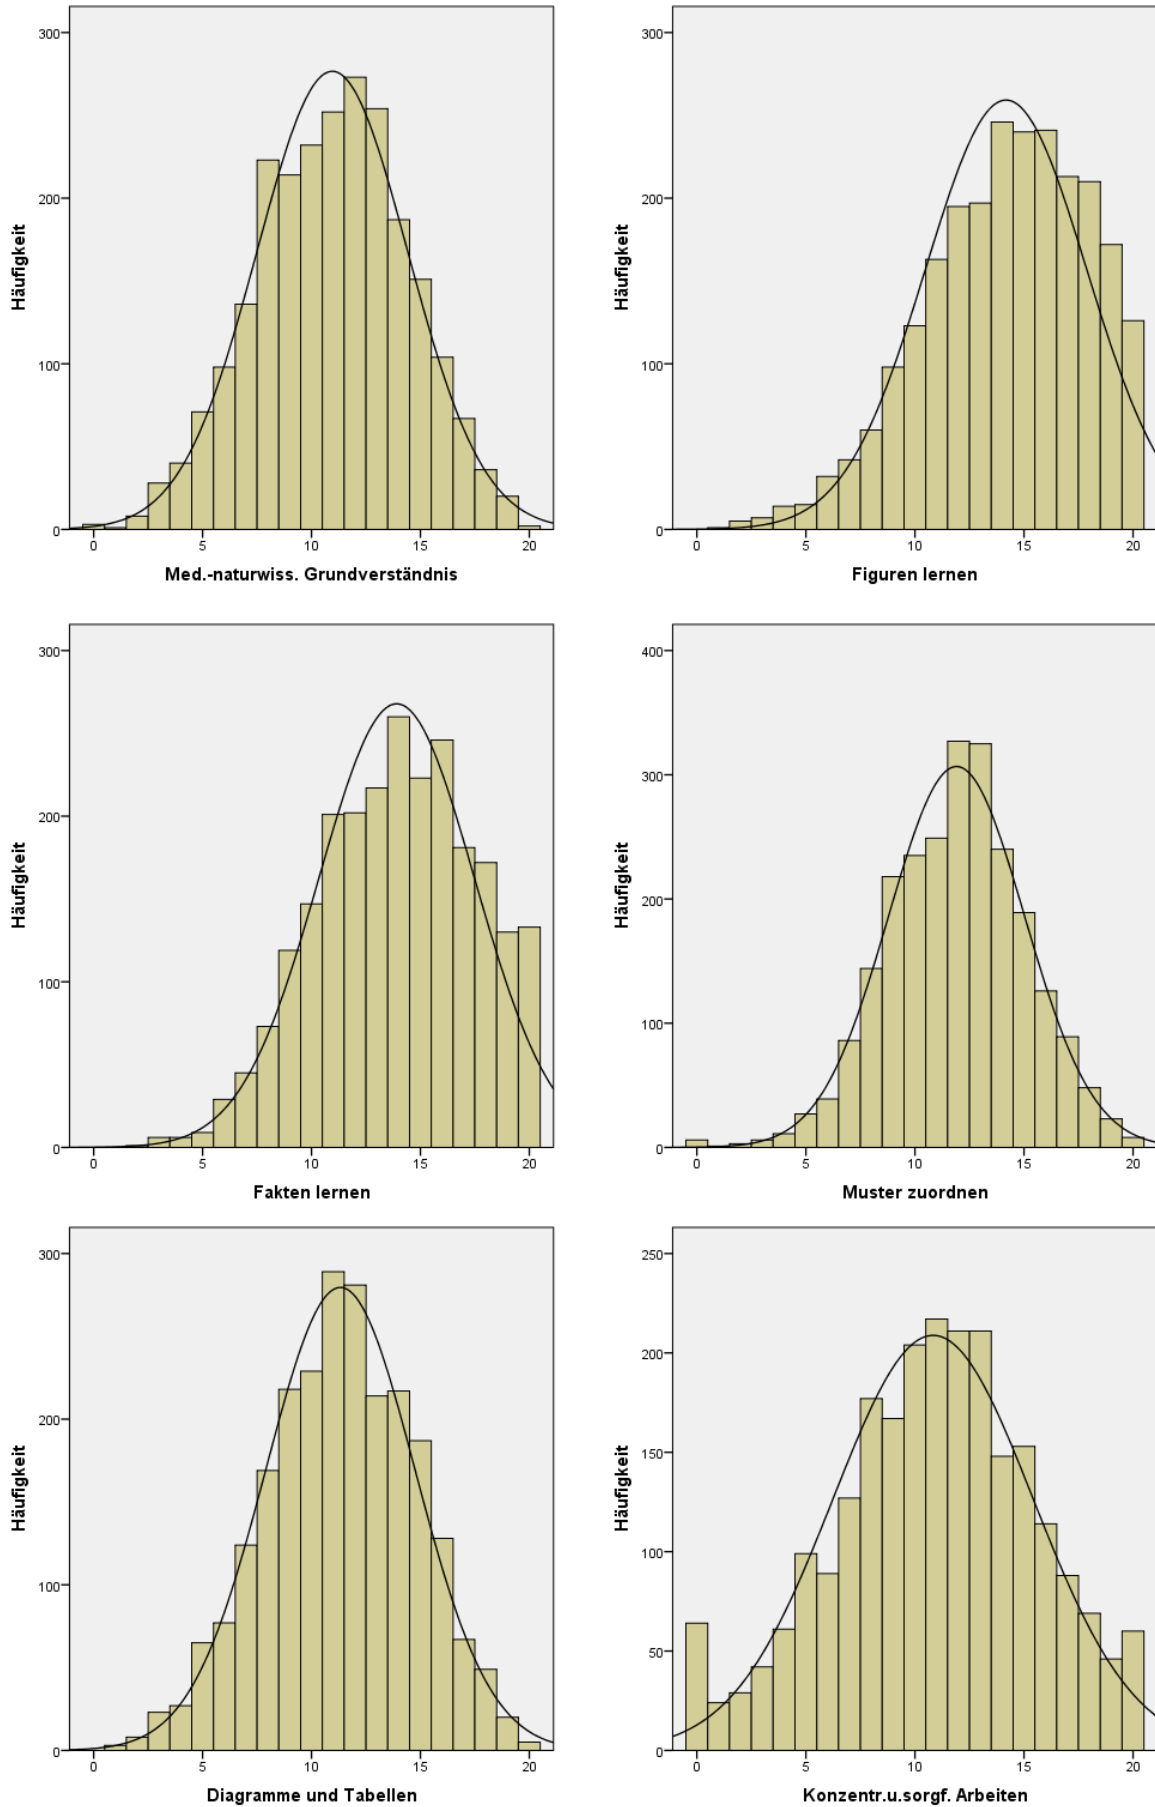 300
200
100
0
Häufigkeit
0 5 10 15 20
Med.-naturwiss. Grundverständnis
300
200
100
0
Häufigkeit
0 5 10 15 20
Figuren lernen
300
200
100
0
Häufigkeit
0 5 10 15 20
Fakten lernen
400
300
200
100
0
Häufigkeit
0 5 10 15 20
Muster zuordnen
300
200
100
0
Häufigkeit
0 5 10 15 20
Diagramme und Tabellen
250
200
150
100
50
0
Häufigkeit
0 5 10 15 20
Konzentr.u.sorgf. Arbeiten